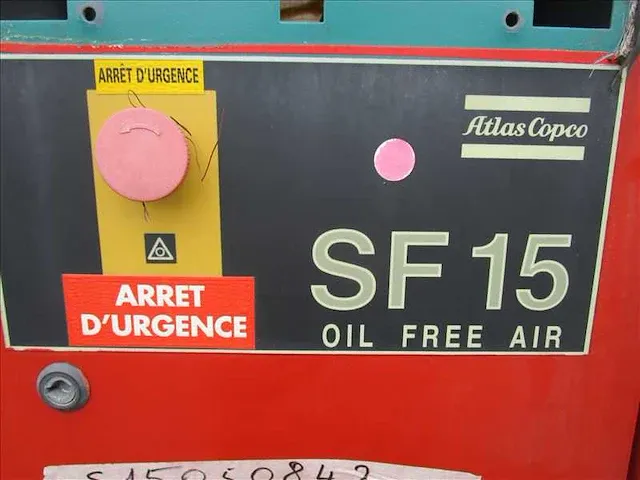 ARRÊT D'URGENCE
Atlas Copco
SF 15
OIL FREE AIR
ARRET
D'URGENCE